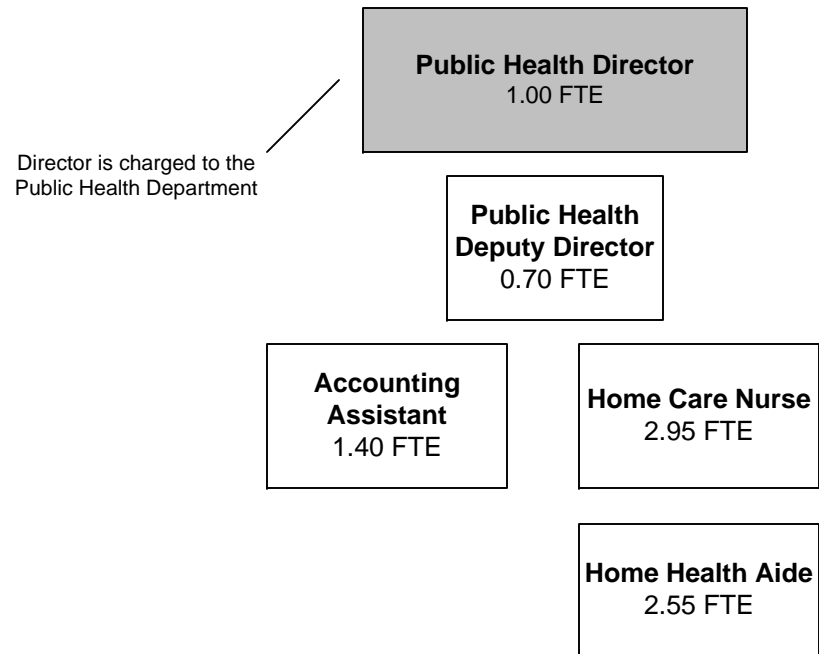 Public Health Director
1.00 FTE
Director is charged to the
Public Health Department
Public Health
Deputy Director
0.70 FTE
Accounting
Assistant
1.40 FTE
Home Care Nurse
2.95 FTE
Home Health Aide
2.55 FTE